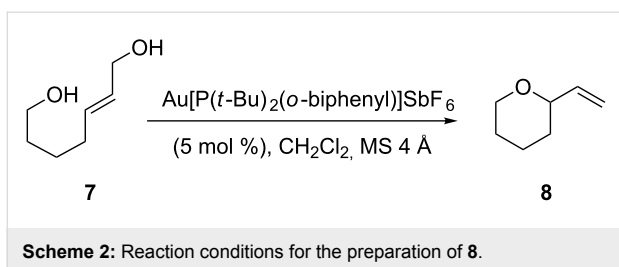 OH
OH
Au[P(t-Bu)₂(o-biphenyl)]SbF₆
(5 mol %), CH₂Cl₂, MS 4 Å
O
7
8
Scheme 2: Reaction conditions for the preparation of 8.